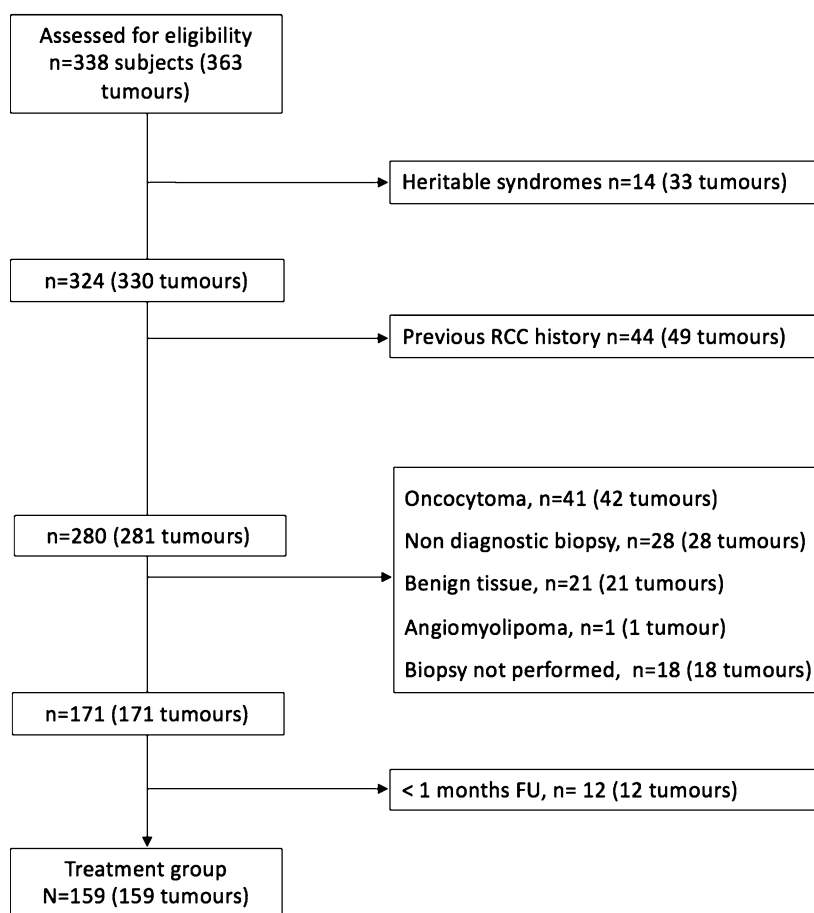 Assessed for eligibility
n=338 subjects (363
tumours)
Heritable syndromes n=14 (33 tumours)
n=324 (330 tumours)
Previous RCC history n=44 (49 tumours)
Oncocytoma, n=41 (42 tumours)
n=280 (281 tumours)
Non diagnostic biopsy, n=28 (28 tumours)
Benign tissue, n=21 (21 tumours)
Angiomyolipoma, n=1 (1 tumour)
Biopsy not performed, n=18 (18 tumours)
n=171 (171 tumours)
< 1 months FU, n= 12 (12 tumours)
Treatment group
N=159 (159 tumours)